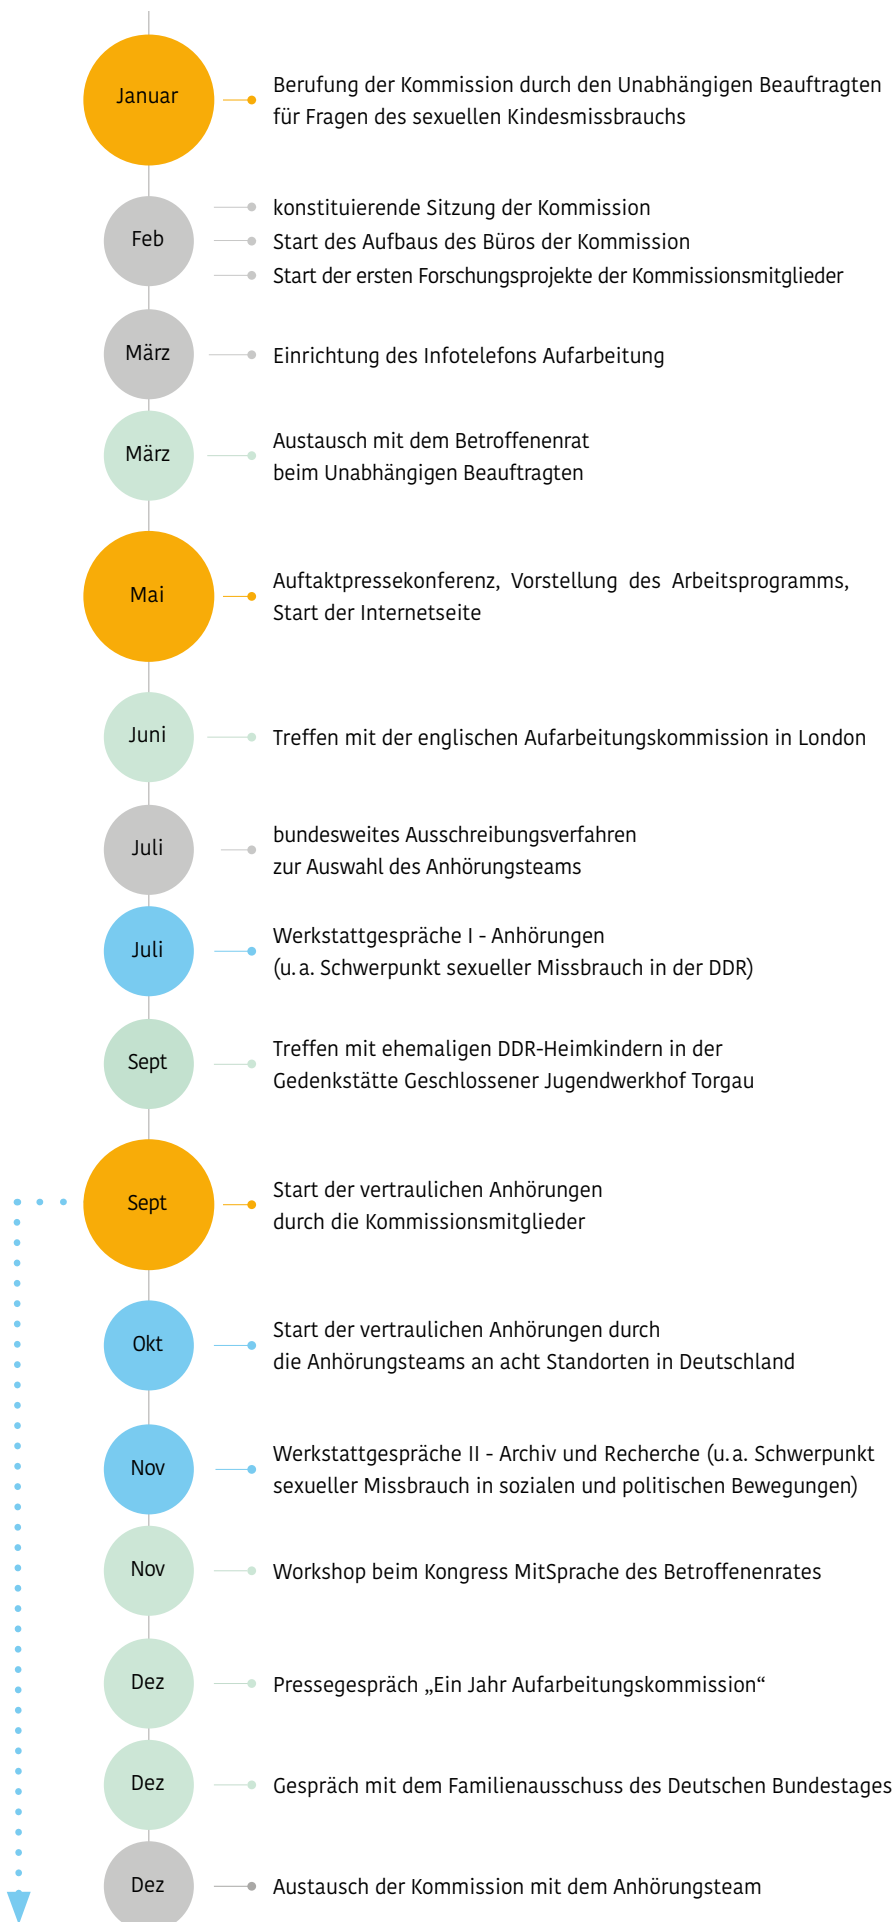 Januar
Berufung der Kommission durch den Unabhängigen Beauftragten
für Fragen des sexuellen Kindesmissbrauchs
Feb
konstituierende Sitzung der Kommission
Start des Aufbaus des Büros der Kommission
Start der ersten Forschungsprojekte der Kommissionsmitglieder
März
Einrichtung des Infotelefons Aufarbeitung
März
Austausch mit dem Betroffenenrat
beim Unabhängigen Beauftragten
Mai
Auftaktpressekonferenz, Vorstellung des Arbeitsprogramms,
Start der Internetseite
Juni
Treffen mit der englischen Aufarbeitungskommission in London
Juli
bundesweites Ausschreibungsverfahren
zur Auswahl des Anhörungsteams
Juli
Werkstattgespräche I - Anhörungen
(u. a. Schwerpunkt sexueller Missbrauch in der DDR)
Sept
Treffen mit ehemaligen DDR-Heimkindern in der
Gedenkstätte Geschlossener Jugendwerkhof Torgau
Sept
Start der vertraulichen Anhörungen
durch die Kommissionsmitglieder
Okt
Start der vertraulichen Anhörungen durch
die Anhörungsteams an acht Standorten in Deutschland
Nov
Werkstattgespräche II - Archiv und Recherche (u. a. Schwerpunkt
sexueller Missbrauch in sozialen und politischen Bewegungen)
Nov
Workshop beim Kongress MitSprache des Betroffenenrates
Dez
Pressegespräch „Ein Jahr Aufarbeitungskommission“
Dez
Gespräch mit dem Familienausschuss des Deutschen Bundestages
Dez
Austausch der Kommission mit dem Anhörungsteam